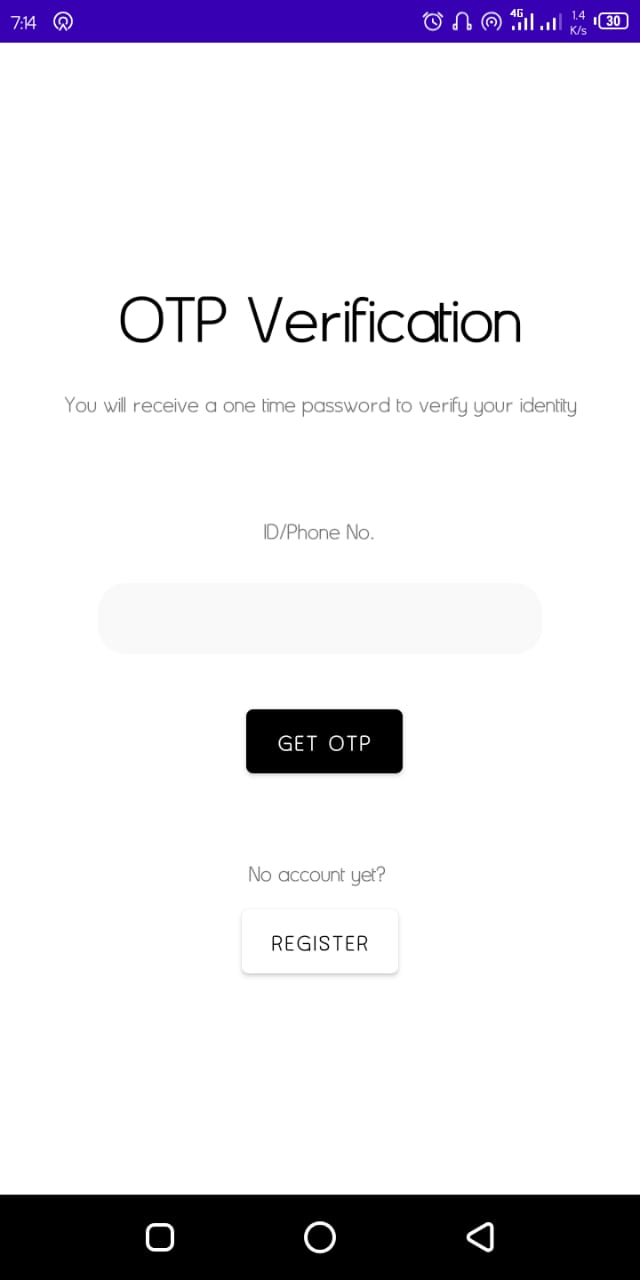 7:14
4G
1.4
K/s
30
OTP Verification
You will receive a one time password to verify your identity
ID/Phone No.
GET OTP
No account yet?
REGISTER